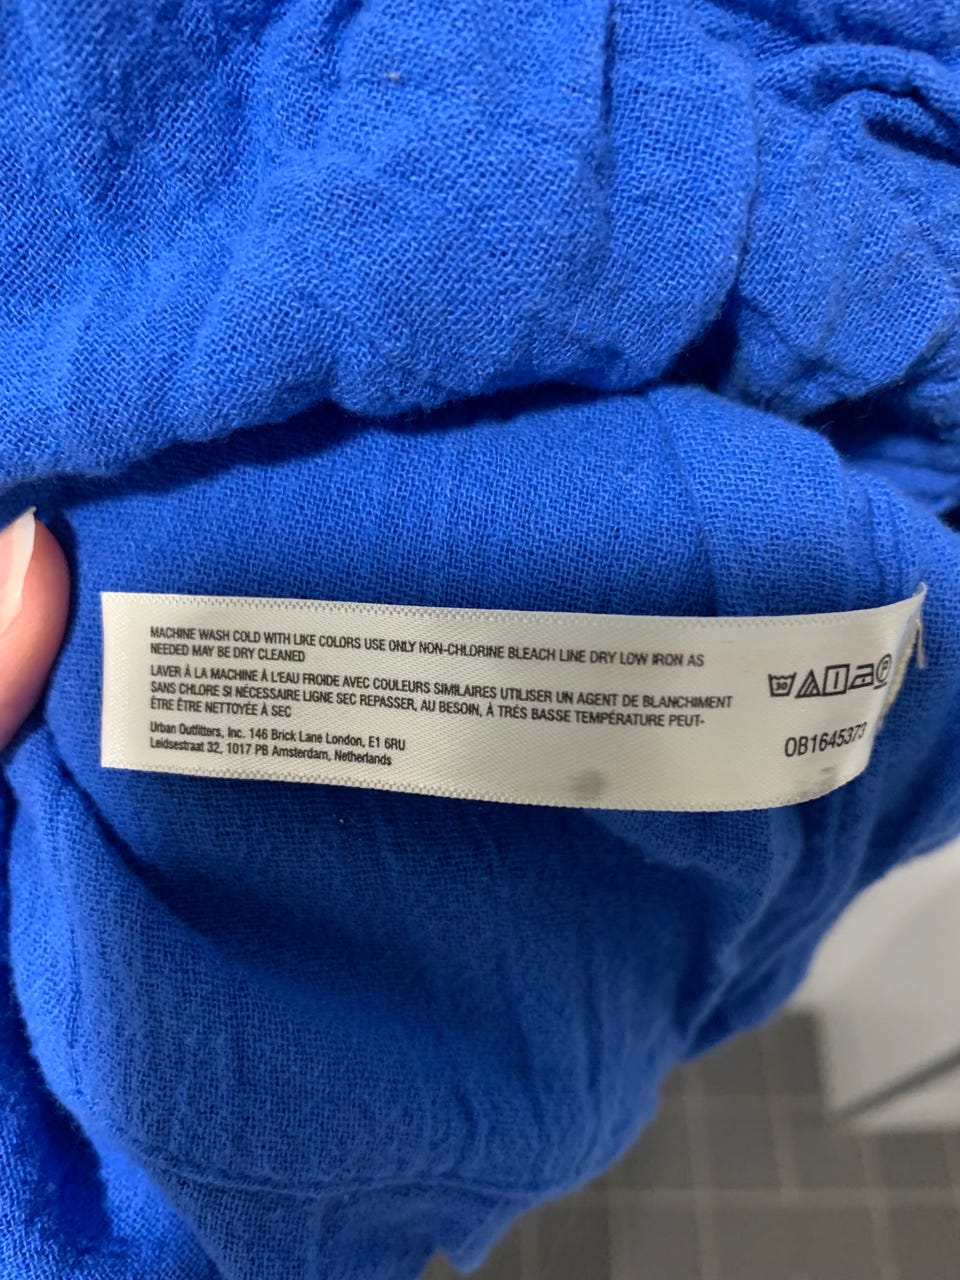 MACHINE WASH COLD WITH LIKE COLORS USE ONLY NON-CHLORINE BLEACH LINE DRY LOW IRON AS
NEEDED MAY BE DRY CLEANED
LAVER À LA MACHINE À L'EAU FROIDE AVEC COULEURS SIMILAIRES UTILISER UN AGENT DE BLANCHIMENT
SANS CHLORE SI NÉCESSAIRE LIGNE SEC REPASSER, AU BESOIN, À TRÉS BASSE TEMPÉRATURE PEUT-
ÊTRE ÊTRE NETTOYÉE À SEC
Urban Outfitters, Inc. 146 Brick Lane London, E1 6RU
Leidsestraat 32, 1017 PB Amsterdam, Netherlands
30 P
OB1645373